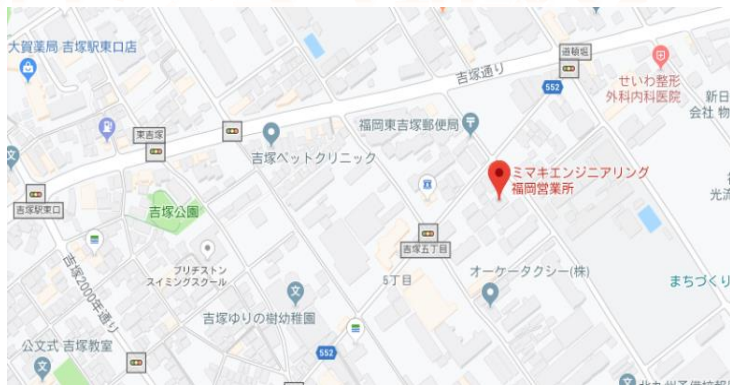 大賀薬局 吉塚駅東口店
道頓堀
吉塚通り
552
せいわ整形
外科内科医院
新日
会社 物
福岡東吉塚郵便局
東吉塚
吉塚ペットクリニック
ミマキエンジニアリング
福岡営業所
光流
吉塚駅東口
吉塚公園
吉塚五丁目
ブリヂストン
スイミングスクール
5丁目
オーケータクシー(株)
まちづくり
吉塚2000年通り
吉塚ゆりの樹幼稚園
公文式 吉塚教室
552